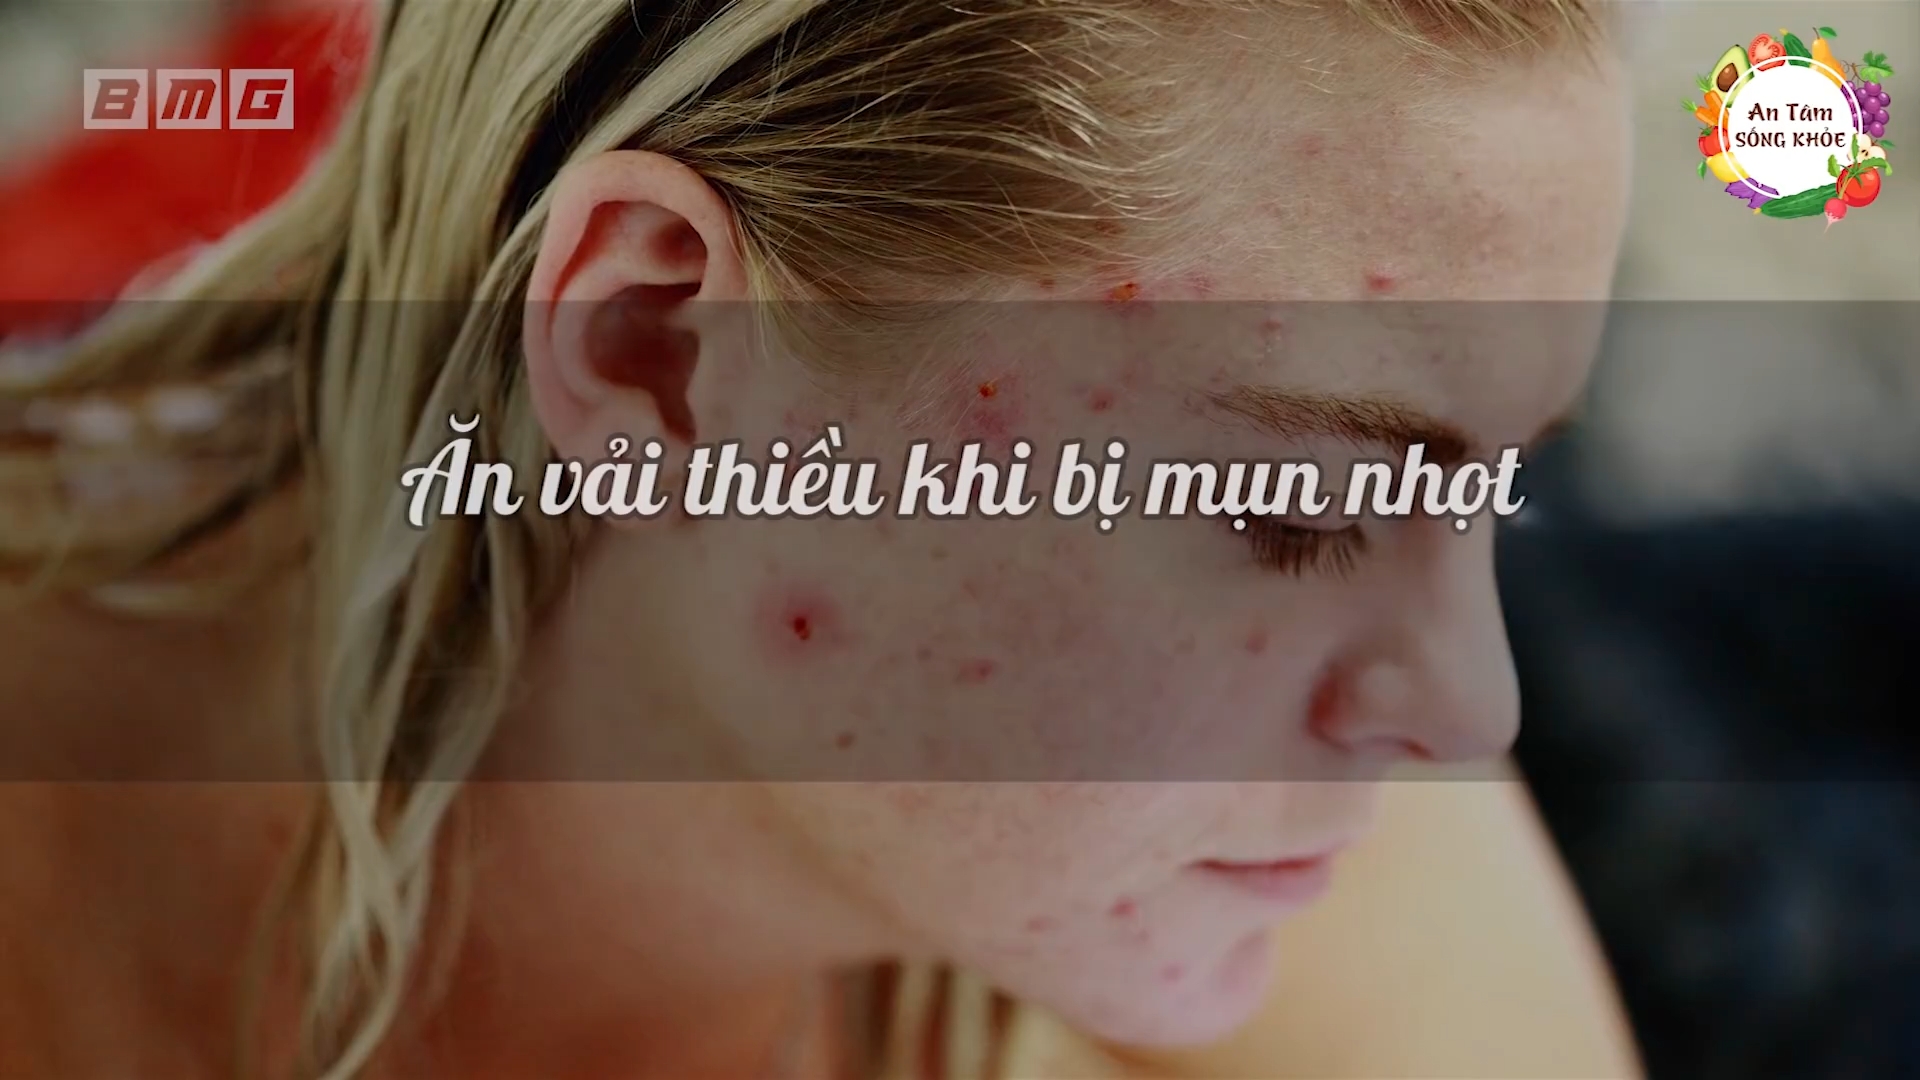 BMG
An Tâm
SỐNG KHỎE
Ăn vải thiều khi bị mụn nhọt